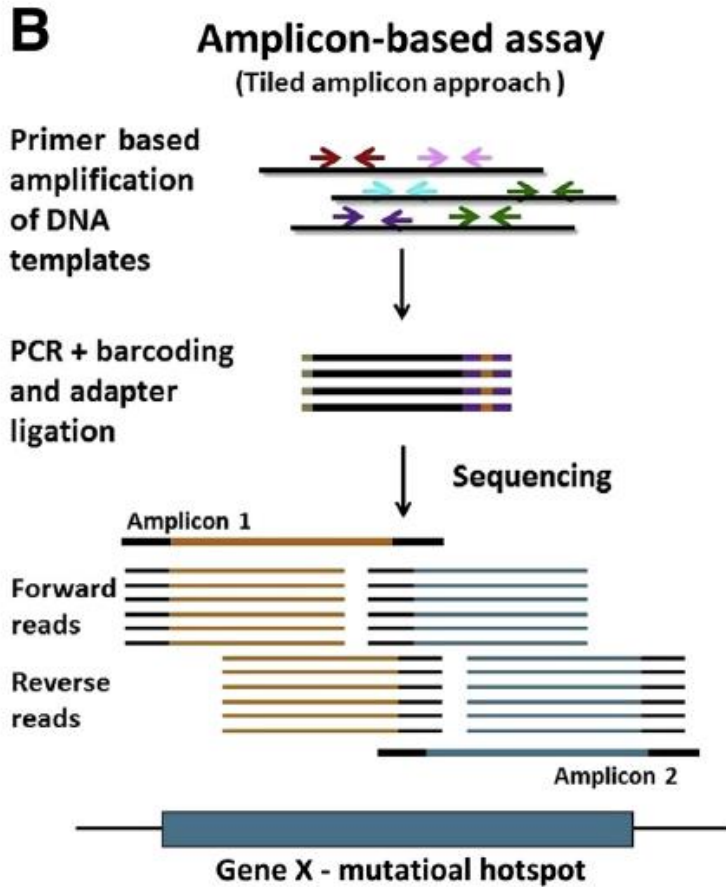 B
Amplicon-based assay
(Tiled amplicon approach )
Primer based
amplification
of DNA
templates
PCR + barcoding
and adapter
ligation
Sequencing
Amplicon 1
Forward
reads
Reverse
reads
Amplicon 2
Gene X - mutatioal hotspot